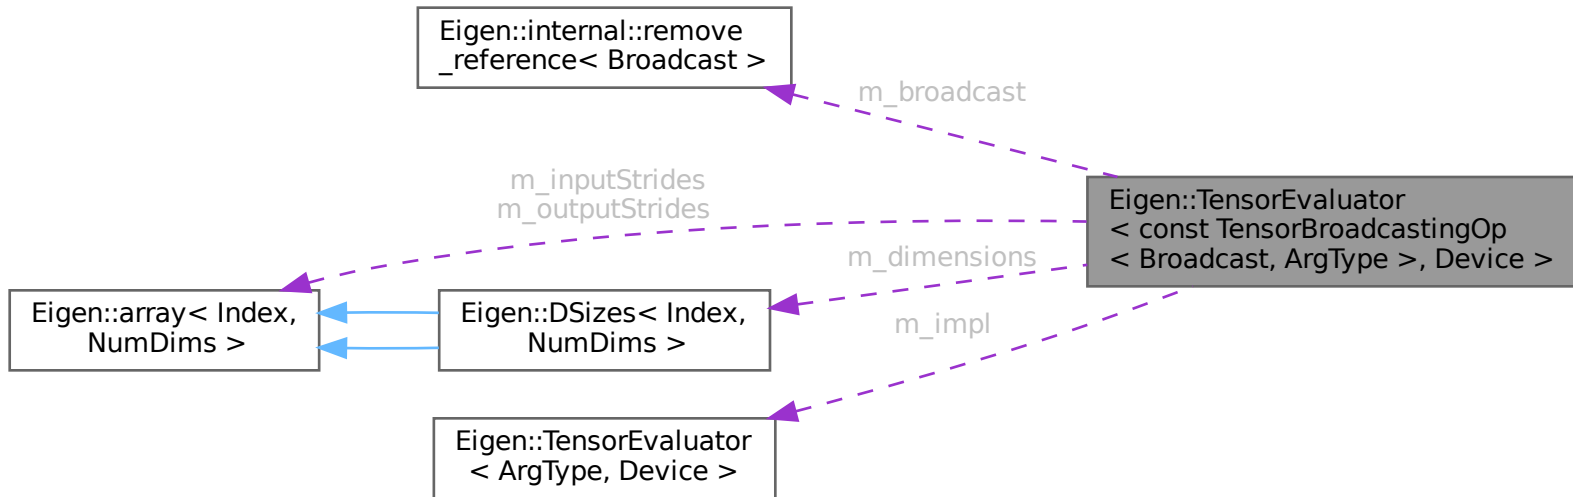 Eigen::internal::remove
_reference< Broadcast >
m_broadcast
m_inputStrides
m_outputStrides
Eigen::TensorEvaluator
< const TensorBroadcastingOp
< Broadcast, ArgType >, Device >
m_dimensions
Eigen::array< Index,
NumDims >
Eigen::DSizes< Index,
NumDims >
m_impl
Eigen::TensorEvaluator
< ArgType, Device >